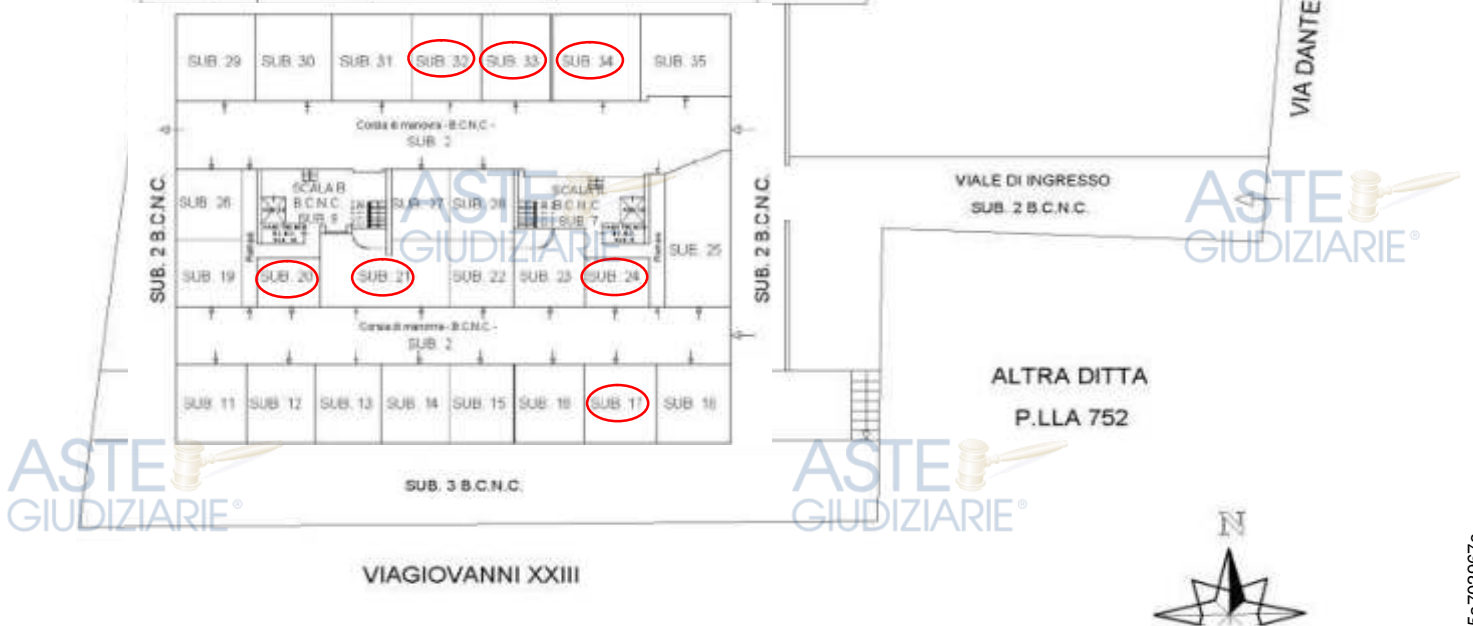 VIA DANTE
SUB. 29 SUB. 30 SUB. 31 SUB. 32 SUB. 33 SUB. 34 SUB. 35
Corsia di manovra - B.C.N.C -
SUB. 2
SUB. 2 B.C.N.C.
SUB. 2 B.C.N.C.
VIALE DI INGRESSO
SUB. 2 B.C.N.C.
SCALA B
B.C.N.C.
SUB. 26 SUB. 27 SUB. 28
SCALA
B.C.N.C
SUB. 7
SUB. 25
SUB. 19 SUB. 20 SUB. 21 SUB. 22 SUB. 23 SUB. 24
Corsia di manovra - B.C.N.C -
SUB. 2
SUB. 11 SUB. 12 SUB. 13 SUB. 14 SUB. 15 SUB. 16 SUB. 17 SUB. 18
ALTRA DITTA
P.LLA 752
SUB. 3 B.C.N.C.
VIAGIOVANNI XXIII
N
ASTE
GIUDIZIARIE®
ASTE
GIUDIZIARIE®
ASTE
GIUDIZIARIE®
ASTE
GIUDIZIARIE®